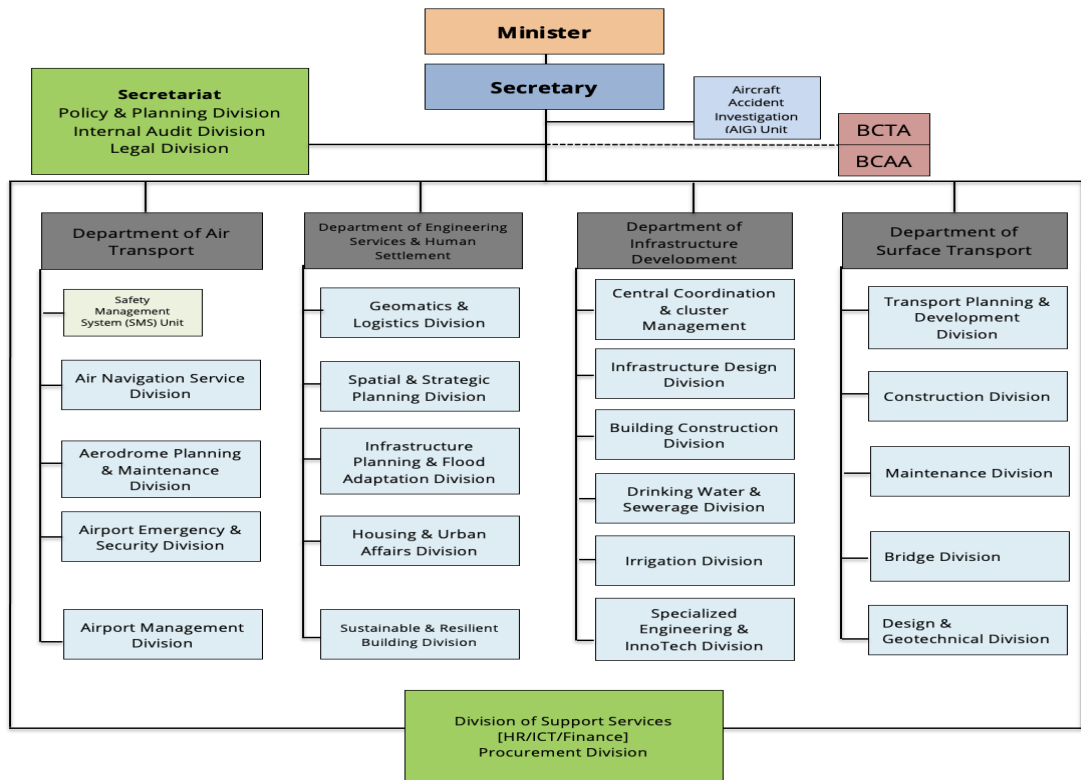 Minister
Secretary
Secretariat
Policy & Planning Division
Internal Audit Division
Legal Division
Aircraft
Accident
Investigation
(AIG) Unit
BCTA
BCAA
Department of Air
Transport
Department of Engineering
Services & Human
Settlement
Department of
Infrastructure
Development
Department of
Surface Transport
Safety
Management
System (SMS) Unit
Air Navigation Service
Division
Aerodrome Planning
& Maintenance
Division
Airport Emergency &
Security Division
Airport Management
Division
Geomatics &
Logistics Division
Spatial & Strategic
Planning Division
Infrastructure
Planning & Flood
Adaptation Division
Housing & Urban
Affairs Division
Sustainable & Resilient
Building Division
Central Coordination
& cluster
Management
Infrastructure Design
Division
Building Construction
Division
Drinking Water &
Sewerage Division
Irrigation Division
Specialized
Engineering &
InnoTech Division
Transport Planning &
Development
Division
Construction Division
Maintenance Division
Bridge Division
Design &
Geotechnical Division
Division of Support Services
[HR/ICT/Finance]
Procurement Division